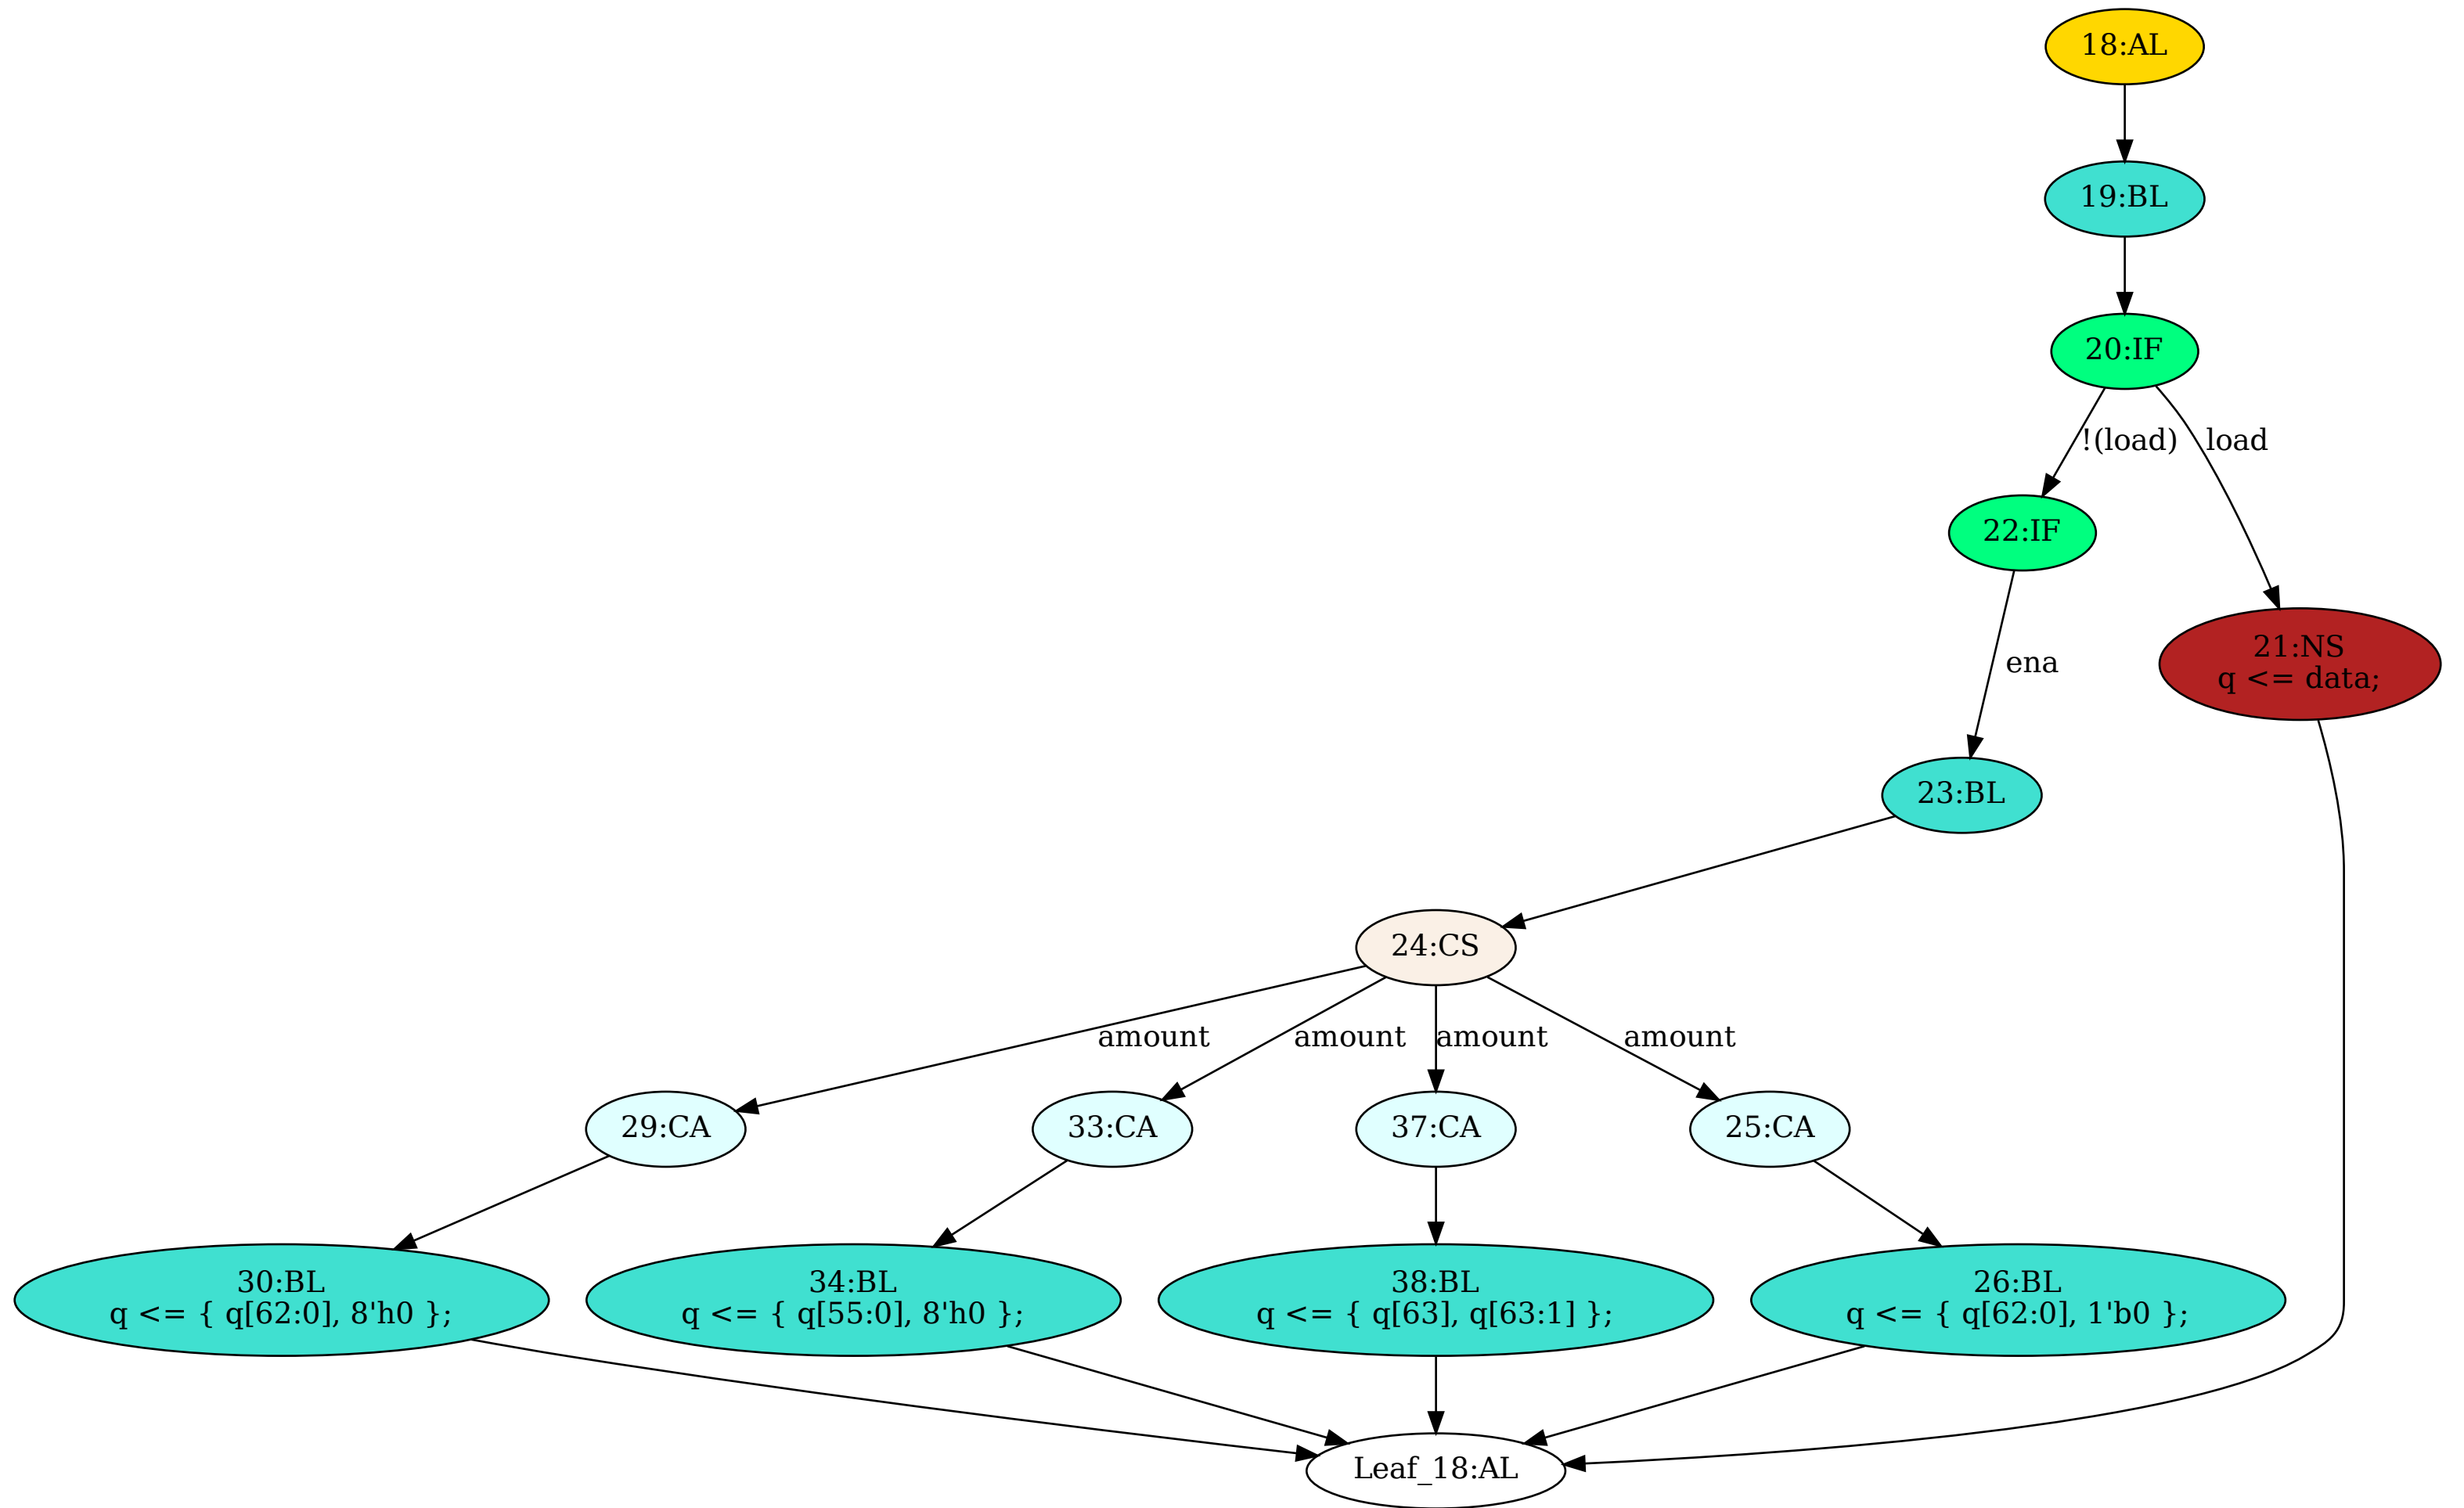 18:AL
19:BL
20:IF
!(load)
load
22:IF
21:NS
q <= data;
ena
23:BL
24:CS
amount
amount
amount
amount
29:CA
33:CA
37:CA
25:CA
30:BL
q <= { q[62:0], 8'h0 };
34:BL
q <= { q[55:0], 8'h0 };
38:BL
q <= { q[63], q[63:1] };
26:BL
q <= { q[62:0], 1'b0 };
Leaf_18:AL